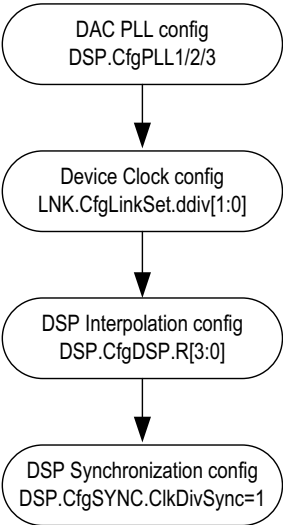 DAC PLL config
DSP.CfgPLL1/2/3
Device Clock config
LNK.CfgLinkSet.ddiv[1:0]
DSP Interpolation config
DSP.CfgDSP.R[3:0]
DSP Synchronization config
DSP.CfgSYNC.ClkDivSync=1